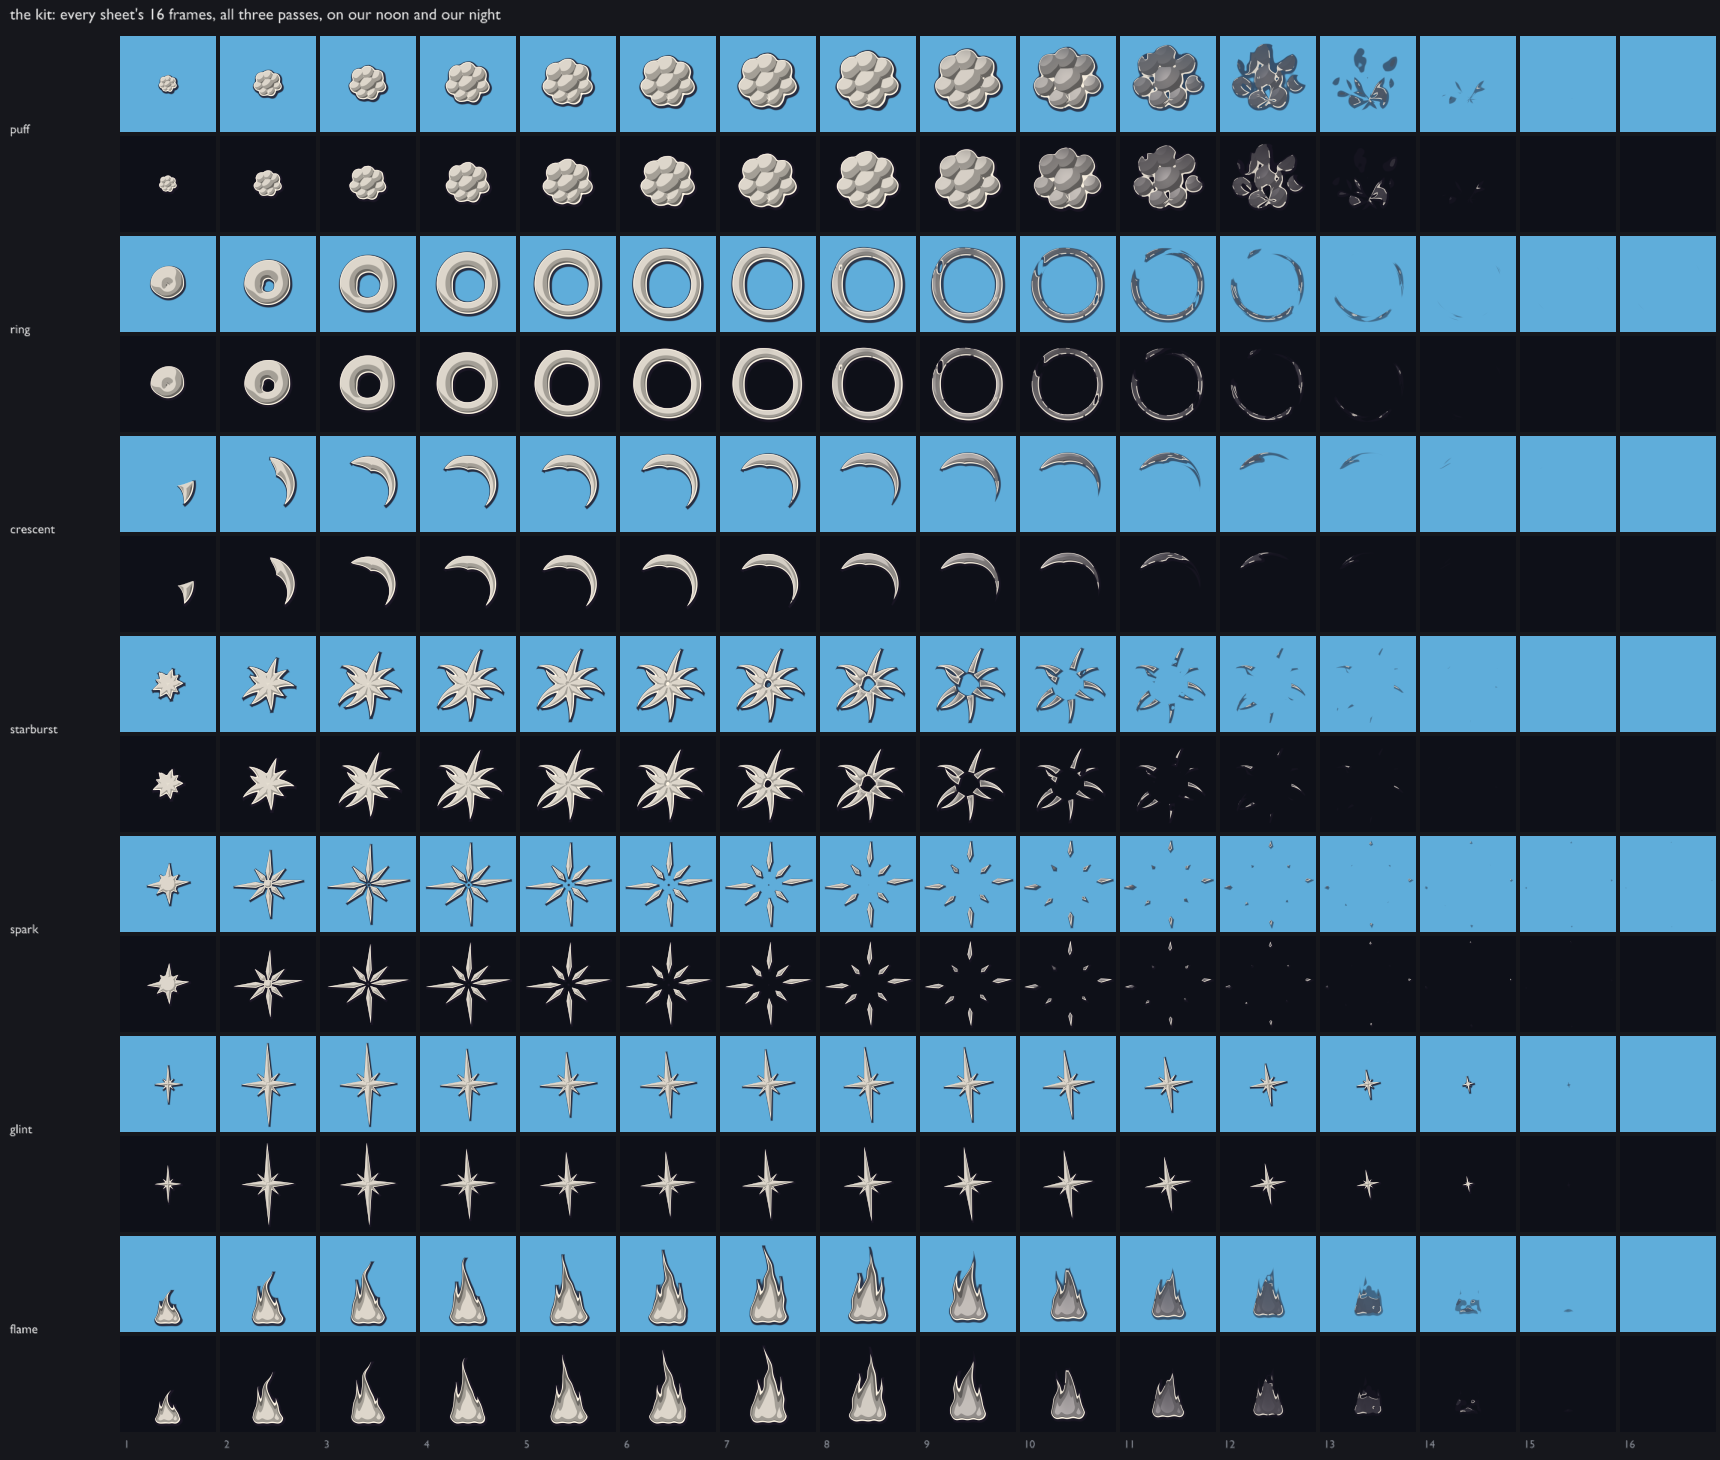 the kit: every sheet's 16 frames, all three passes, on our noon and our night
puff
ring
crescent
starburst
spark
glint
flame
1 2 3 4 5 6 7 8 9 10 11 12 13 14 15 16